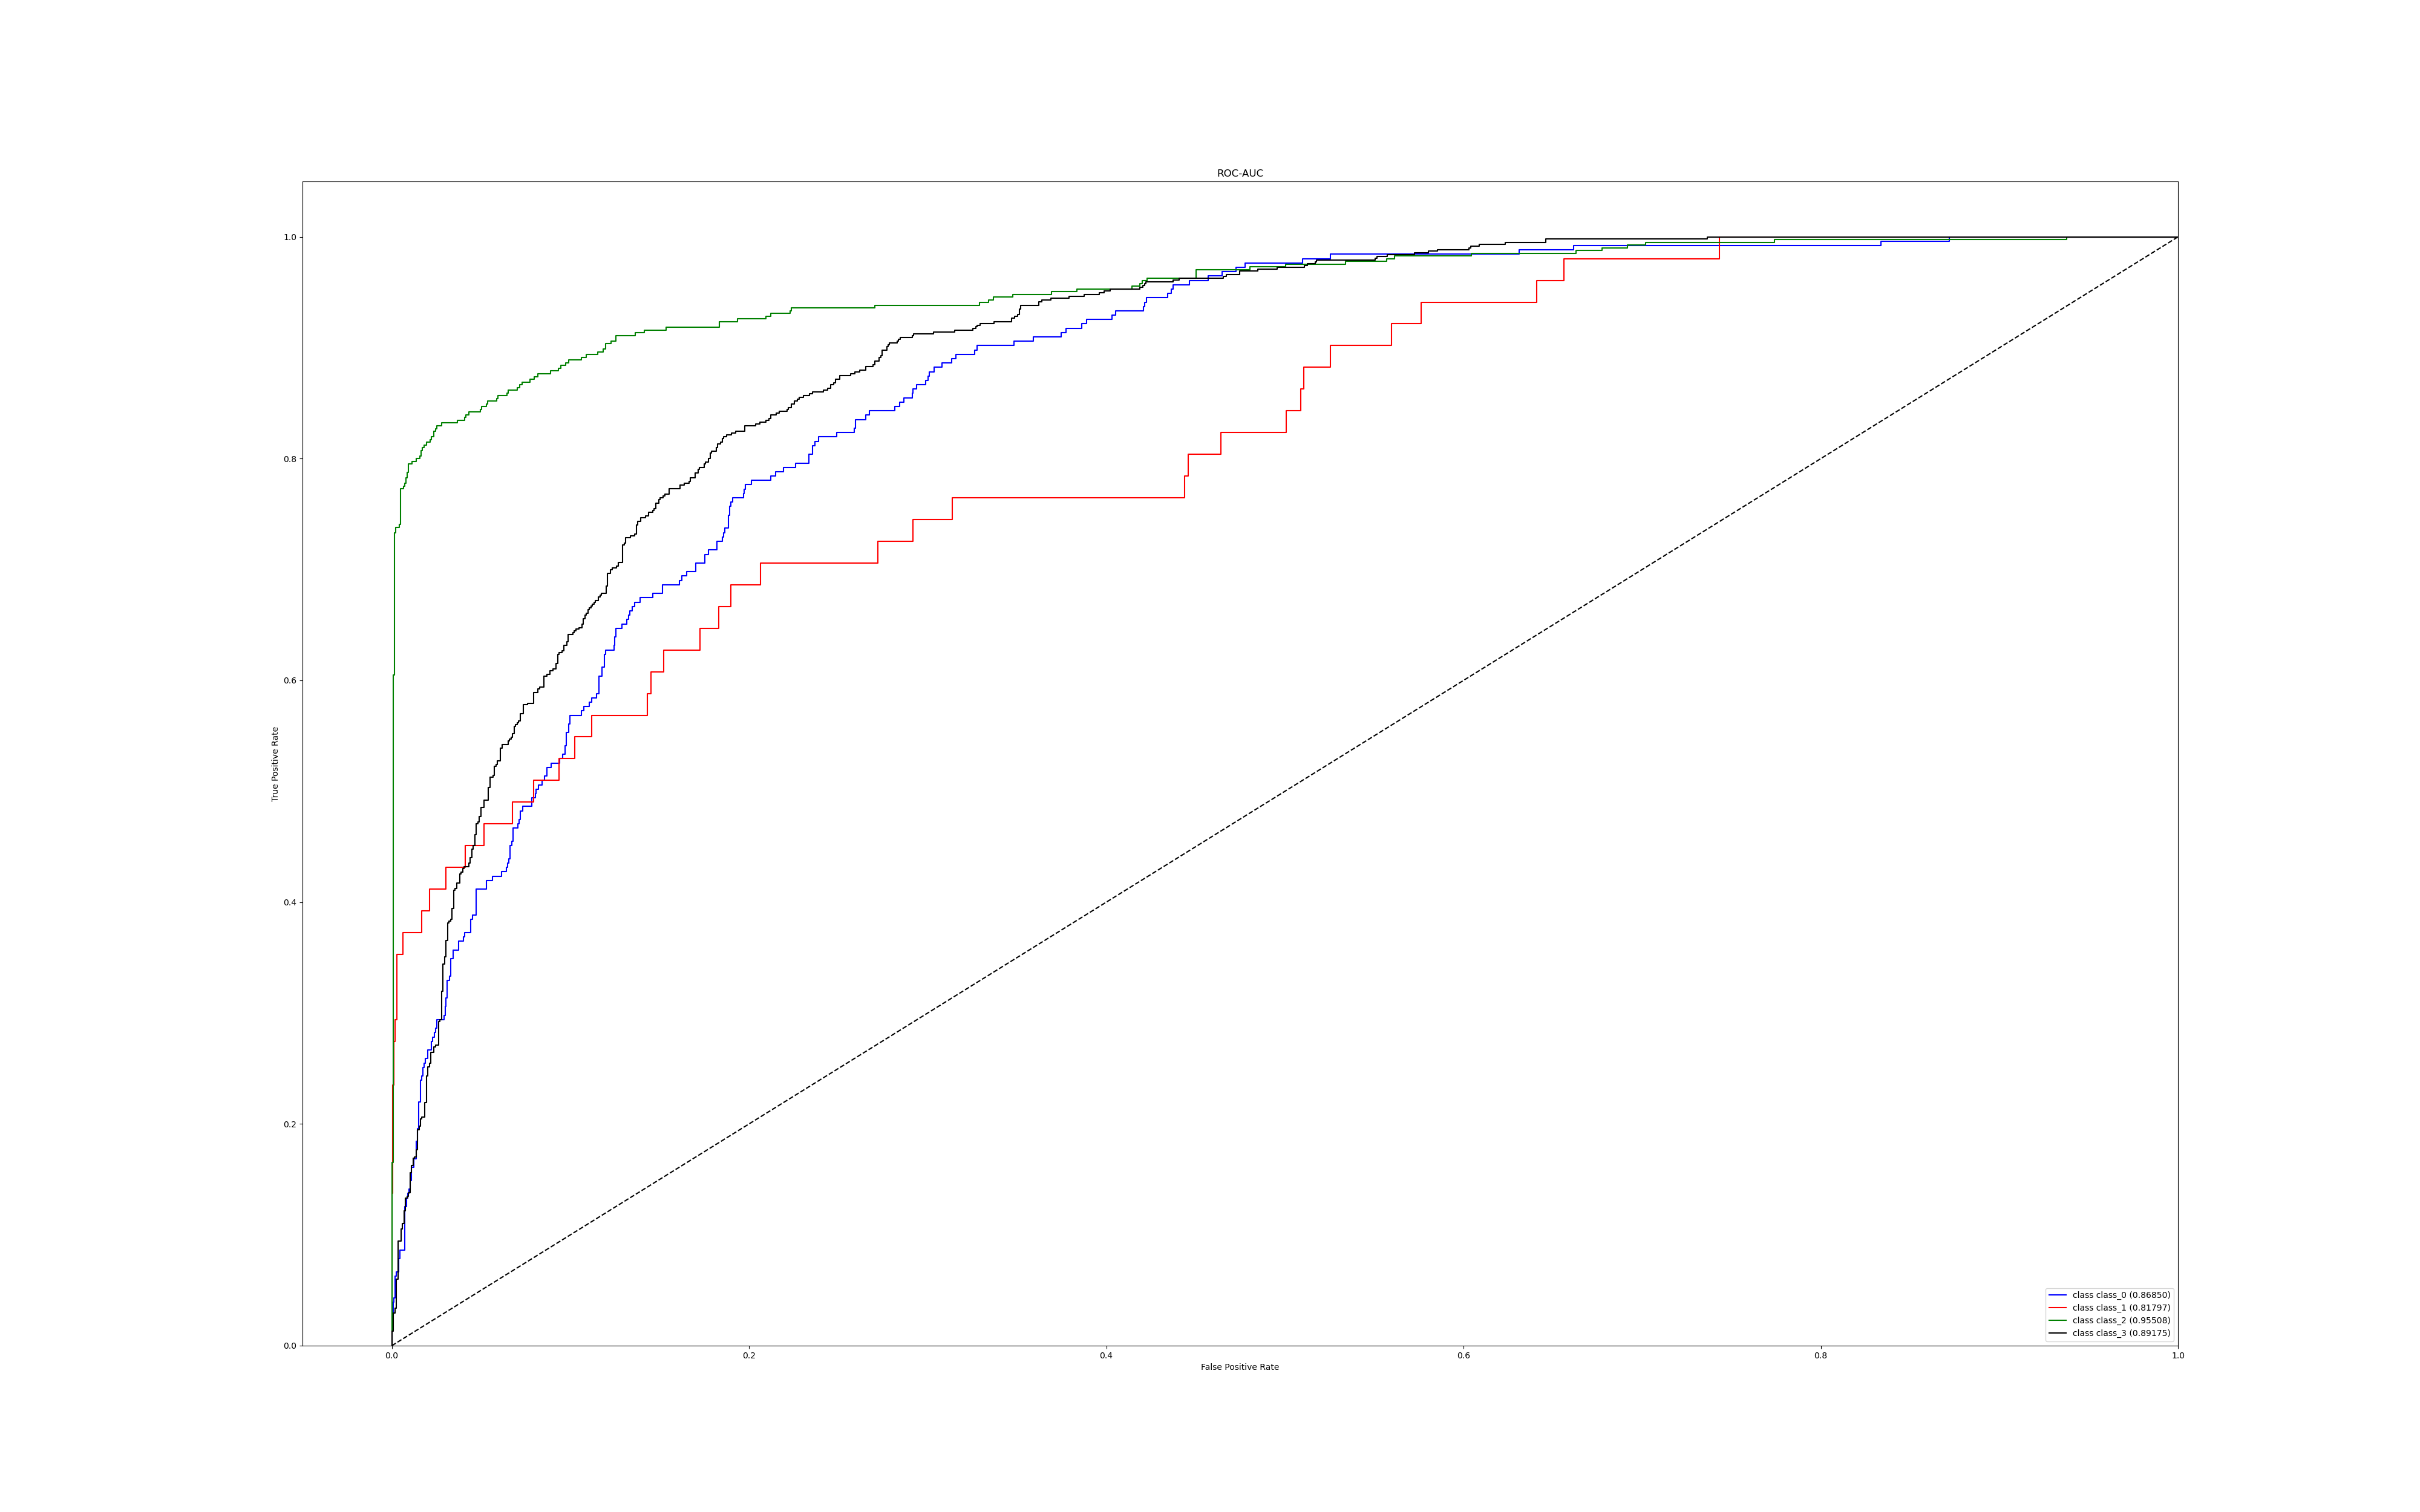 ROC-AUC
1.0
0.8
0.6
0.4
0.2
0.0
True Positive Rate
0.0 0.2 0.4 0.6 0.8 1.0
False Positive Rate
class class_0 (0.86850)
class class_1 (0.81797)
class class_2 (0.95508)
class class_3 (0.89175)